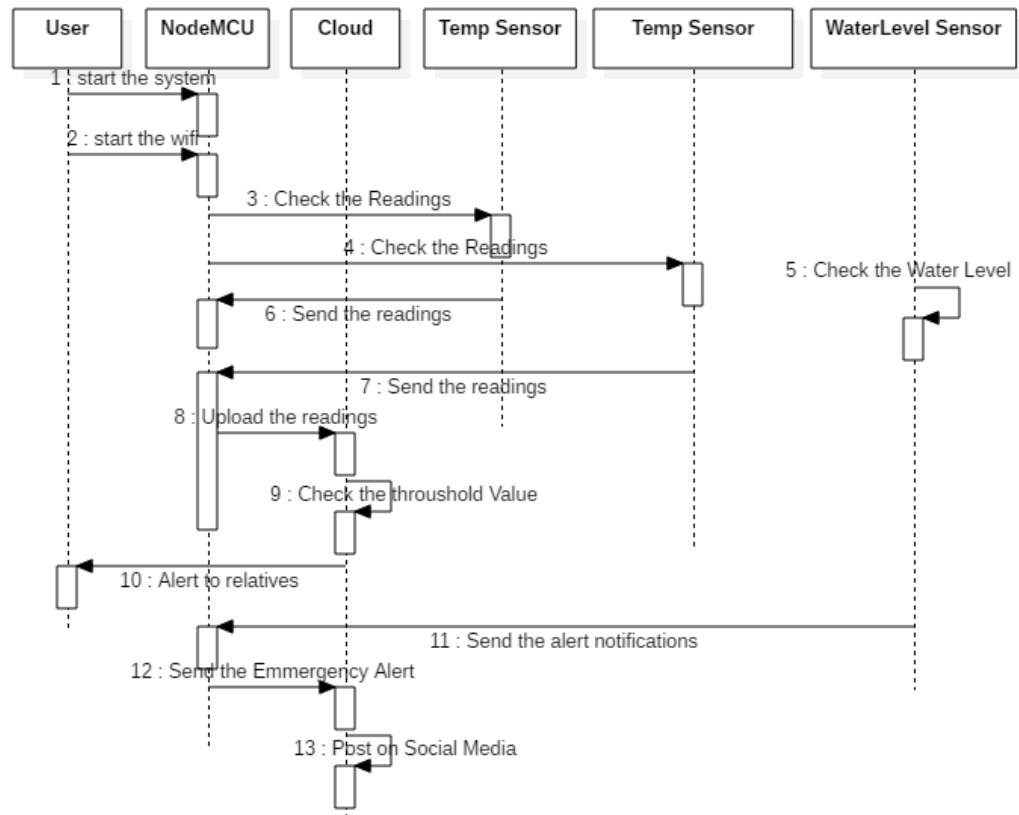 User
NodeMCU
Cloud
Temp Sensor
Temp Sensor
WaterLevel Sensor
1 : start the system
2 : start the wifi
3 : Check the Readings
4 : Check the Readings
5 : Check the Water Level
6 : Send the readings
7 : Send the readings
8 : Upload the readings
9 : Check the throushold Value
10 : Alert to relatives
11 : Send the alert notifications
12 : Send the Emmergency Alert
13 : Post on Social Media